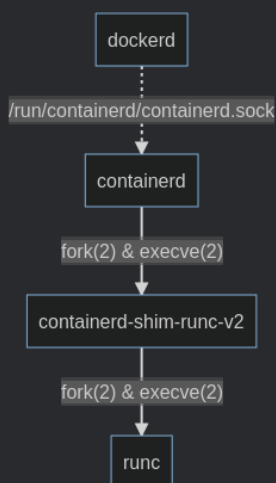 dockerd
/run/containerd/containerd.sock
containerd
fork(2) & execve(2)
containerd-shim-runc-v2
fork(2) & execve(2)
runc